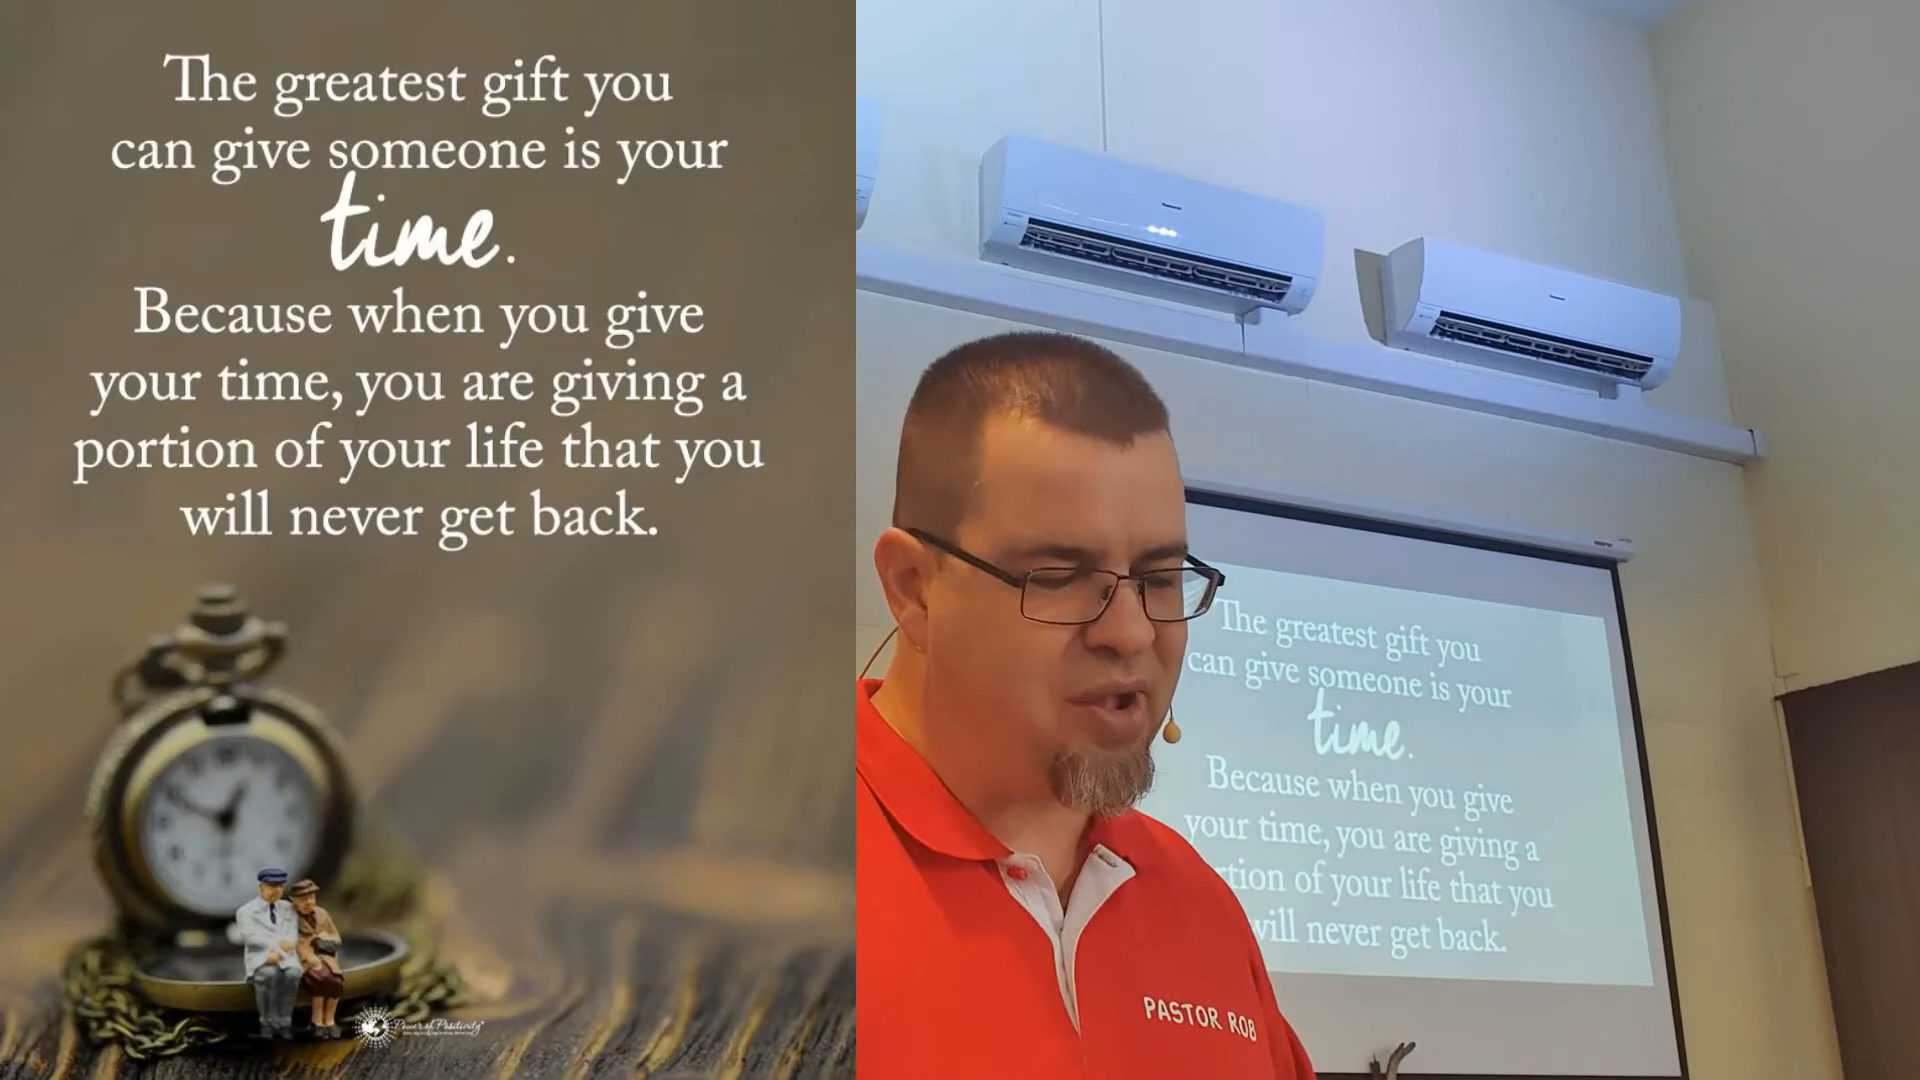 The greatest gift you
can give someone is your
time.
Because when you give
your time, you are giving a
portion of your life that you
will never get back.
Power of Positivity
The greatest gift you
can give someone is your
time.
Because when you give
your time, you are giving a
rtion of your life that you
will never get back.
PASTOR ROB